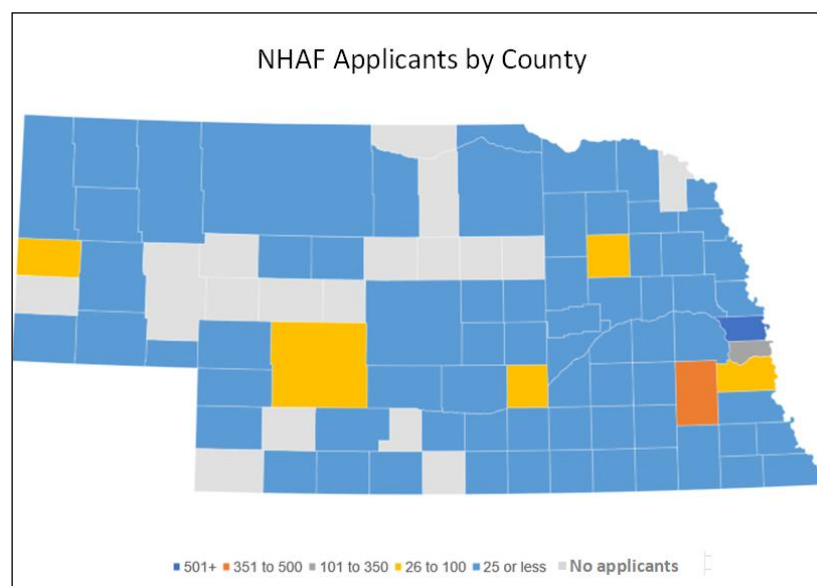 NHAF Applicants by County
501+ 351 to 500 101 to 350 26 to 100 25 or less No applicants